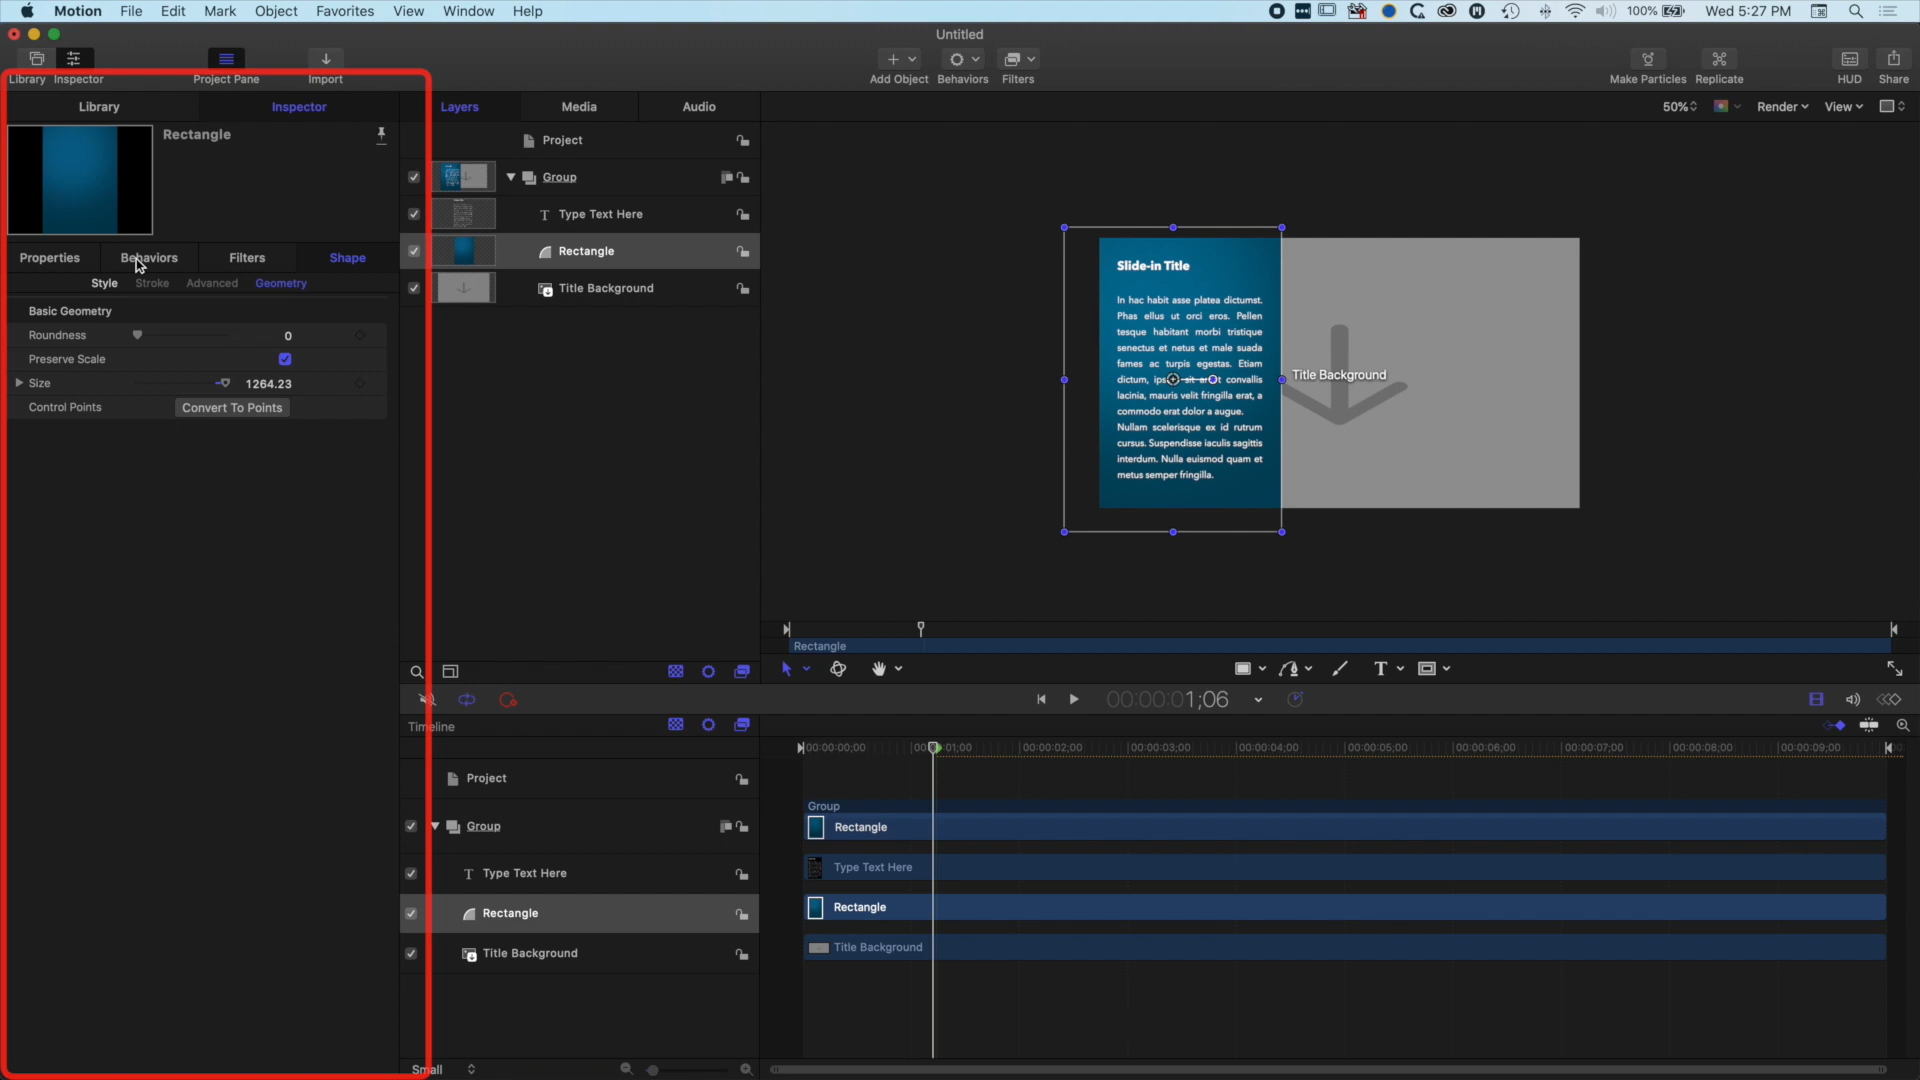 Motion File Edit Mark Object Favorites View Window Help 100% Wed 5:27 PM
Untitled
Library Inspector Project Pane Import Add Object Behaviors Filters Make Particles Replicate HUD Share
Library Inspector Layers Media Audio 50% Render View
Rectangle
Project
Group
Type Text Here
Rectangle
Title Background
Properties Behaviors Filters Shape
Style Stroke Advanced Geometry
Basic Geometry
Roundness 0
Preserve Scale
Size 1264.23
Control Points Convert To Points
Slide-in Title
In hac habit asse platea dictumst.
Phas ellus ut orci eros. Pellen
tesque habitant morbi tristique
senectus et netus et male suada
fames ac turpis egestas. Etiam
dictum, ips sit am t convallis
lacinia, mauris velit fringilla erat, a
commodo erat dolor a augue.
Nullam scelerisque ex id rutrum
cursus. Suspendisse iaculis sagittis
interdum. Nulla euismod quam et
metus semper fringilla.
Title Background
Rectangle
T
00:00:01;06
Timeline
00:00:00;00 01;00 00:00:02;00 00:00:03;00 00:00:04;00 00:00:05;00 00:00:06;00 00:00:07;00 00:00:08;00 00:00:09;00
Project
Group
Type Text Here
Rectangle
Title Background
Group
Rectangle
Type Text Here
Rectangle
Title Background
Small